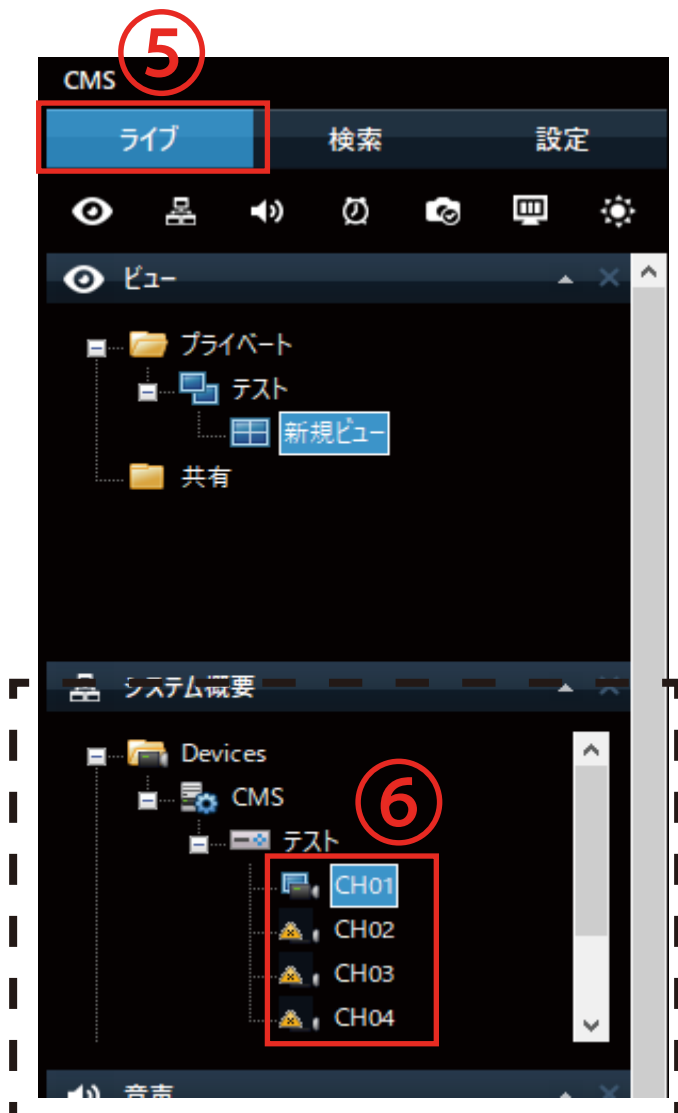 ⑤
CMS
ライブ 検索 設定
ビュー
プライベート
テスト
新規ビュー
共有
システム概要
Devices
⑥
CMS
テスト
CH01
CH02
CH03
CH04
音声